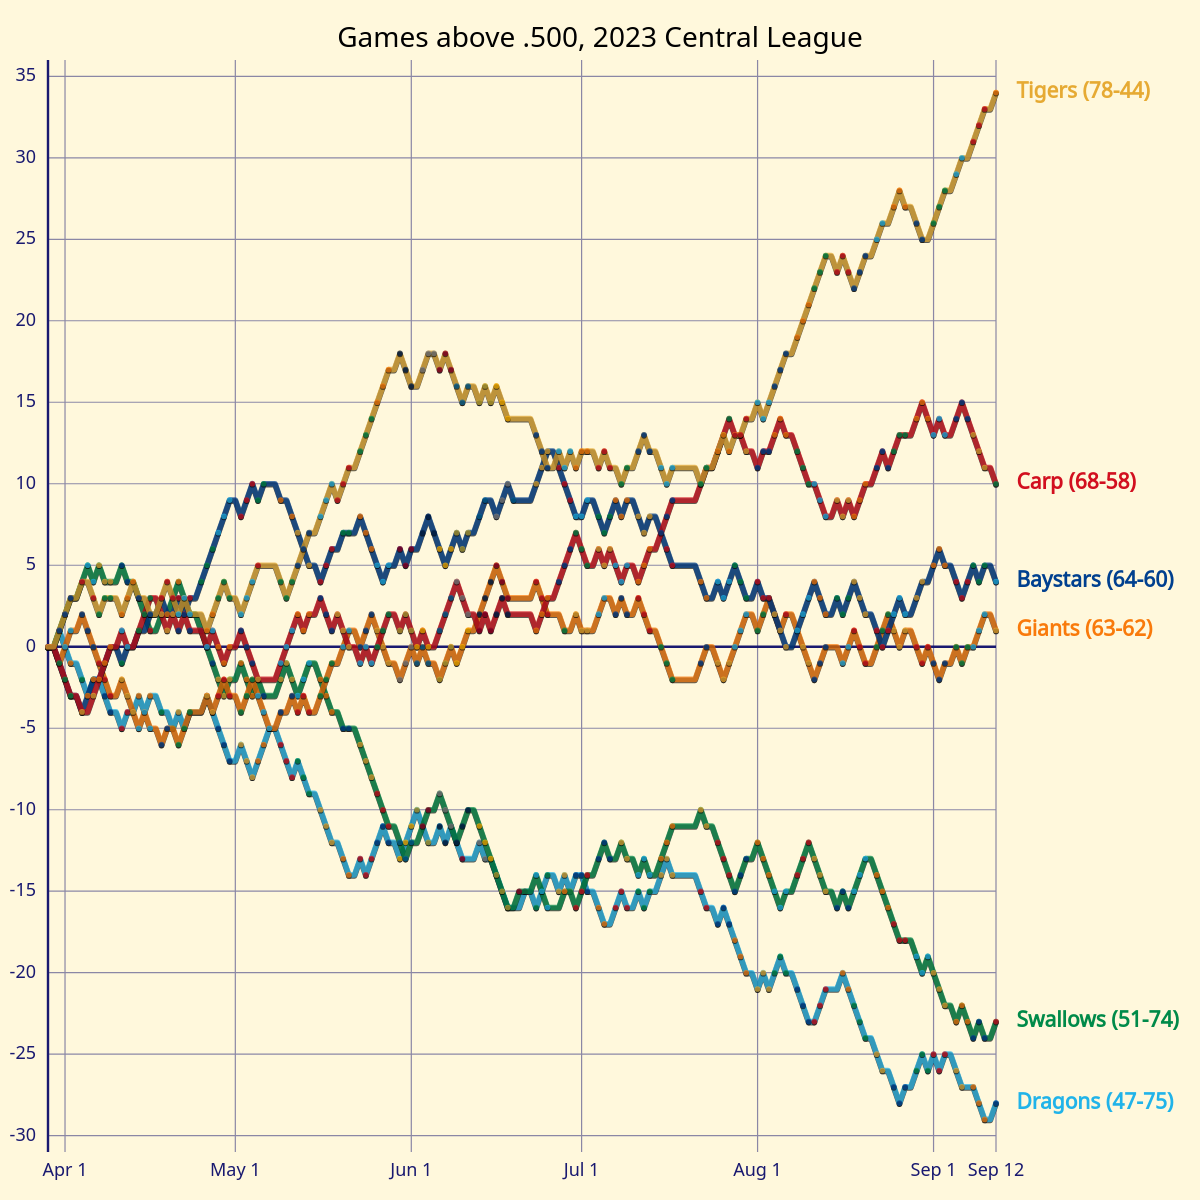 Games above .500, 2023 Central League
35
30
25
20
15
10
5
0
-5
-10
-15
-20
-25
-30
Tigers (78-44)
Carp (68-58)
Baystars (64-60)
Giants (63-62)
Swallows (51-74)
Dragons (47-75)
Apr 1
May 1
Jun 1
Jul 1
Aug 1
Sep 1
Sep 12